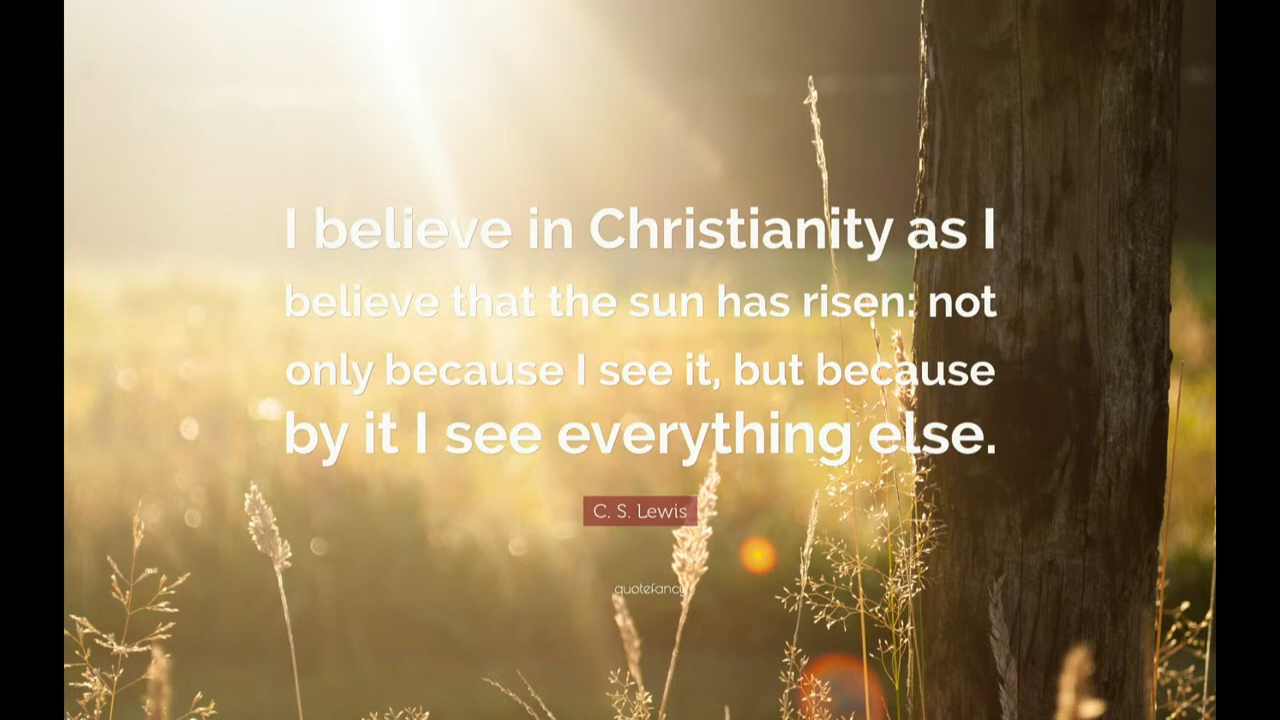 I believe in Christianity as I
believe that the sun has risen: not
only because I see it, but because
by it I see everything else.
C. S. Lewis
quotefancy